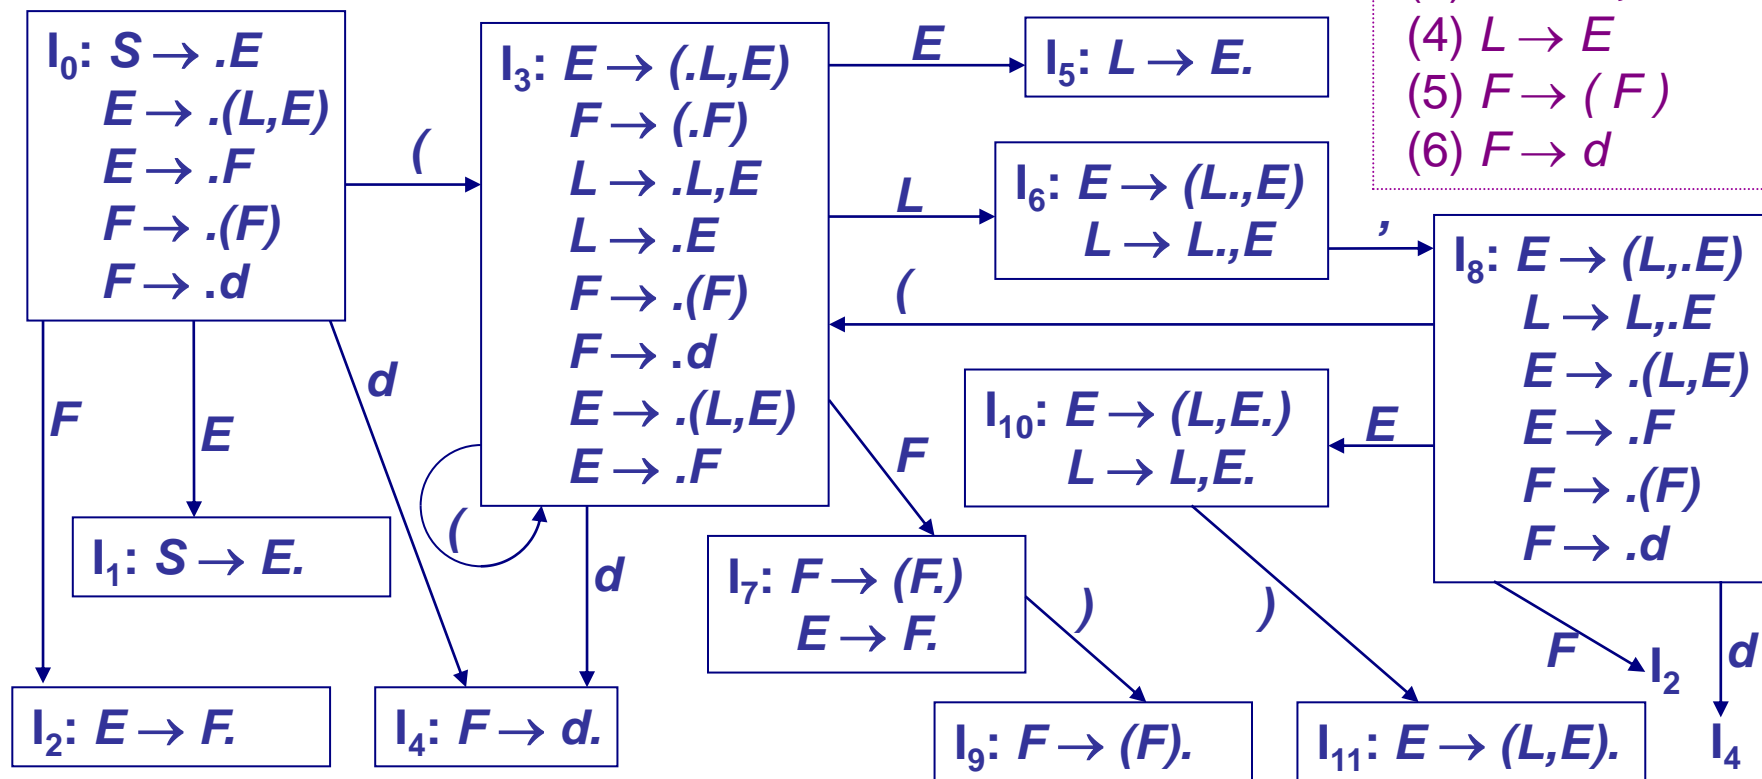 I0: S → .E
E → .(L,E)
E → .F
F → .(F)
F → .d
(
I3: E → (.L,E)
F → (.F)
L → .L,E
L → .E
F → .(F)
F → .d
E → .(L,E)
E → .F
E
I5: L → E.
(4) L → E
(5) F → ( F )
(6) F → d
L
I6: E → (L.,E)
L → L.,E
,
I8: E → (L,.E)
L → L,.E
E → .(L,E)
E → .F
F → .(F)
F → .d
(
F
E
d
(
d
F
I10: E → (L,E.)
L → L,E.
E
I1: S → E.
I7: F → (F.)
E → F.
)
)
F
I2
d
I4
I2: E → F.
I4: F → d.
I9: F → (F).
I11: E → (L,E).